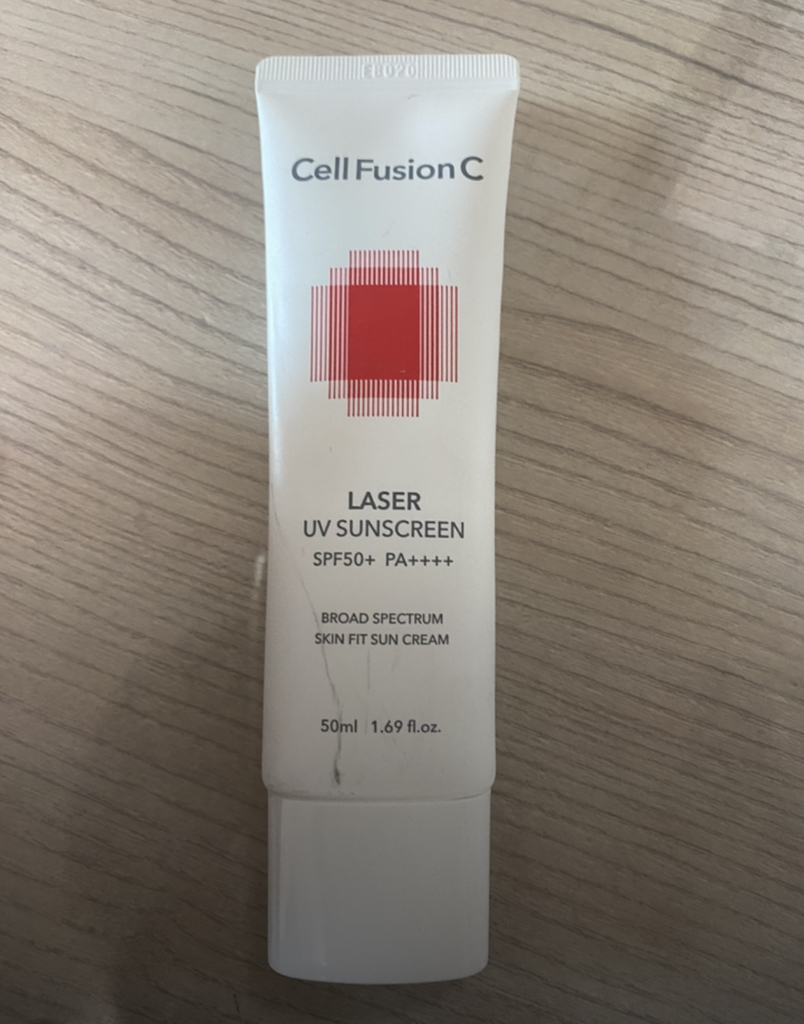 Cell Fusion C
LASER
UV SUNSCREEN
SPF50+ PA++++
BROAD SPECTRUM
SKIN FIT SUN CREAM
50ml | 1.69 fl.oz.